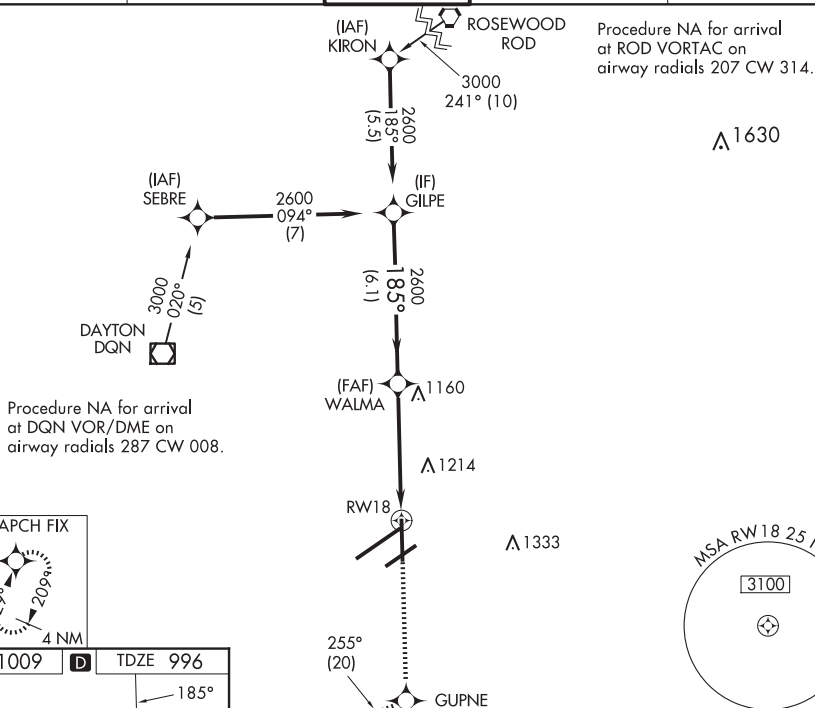 (IAF)
KIRON
ROSEWOOD
ROD
Procedure NA for arrival
at ROD VORTAC on
airway radials 207 CW 314.
3000
241° (10)
2600
185°
(5.5)
1630
(IAF)
SEBRE
2600
094°
(7)
(IF)
GILPE
3000
020°
(5)
2600
185°
(6.1)
DAYTON
DQN
(FAF)
WALMA
1160
Procedure NA for arrival
at DQN VOR/DME on
airway radials 287 CW 008.
1214
RW18
1333
APCH FIX
209°
4 NM
MSA RW18 25
3100
1009
D
TDZE 996
185°
255°
(20)
GUPNE